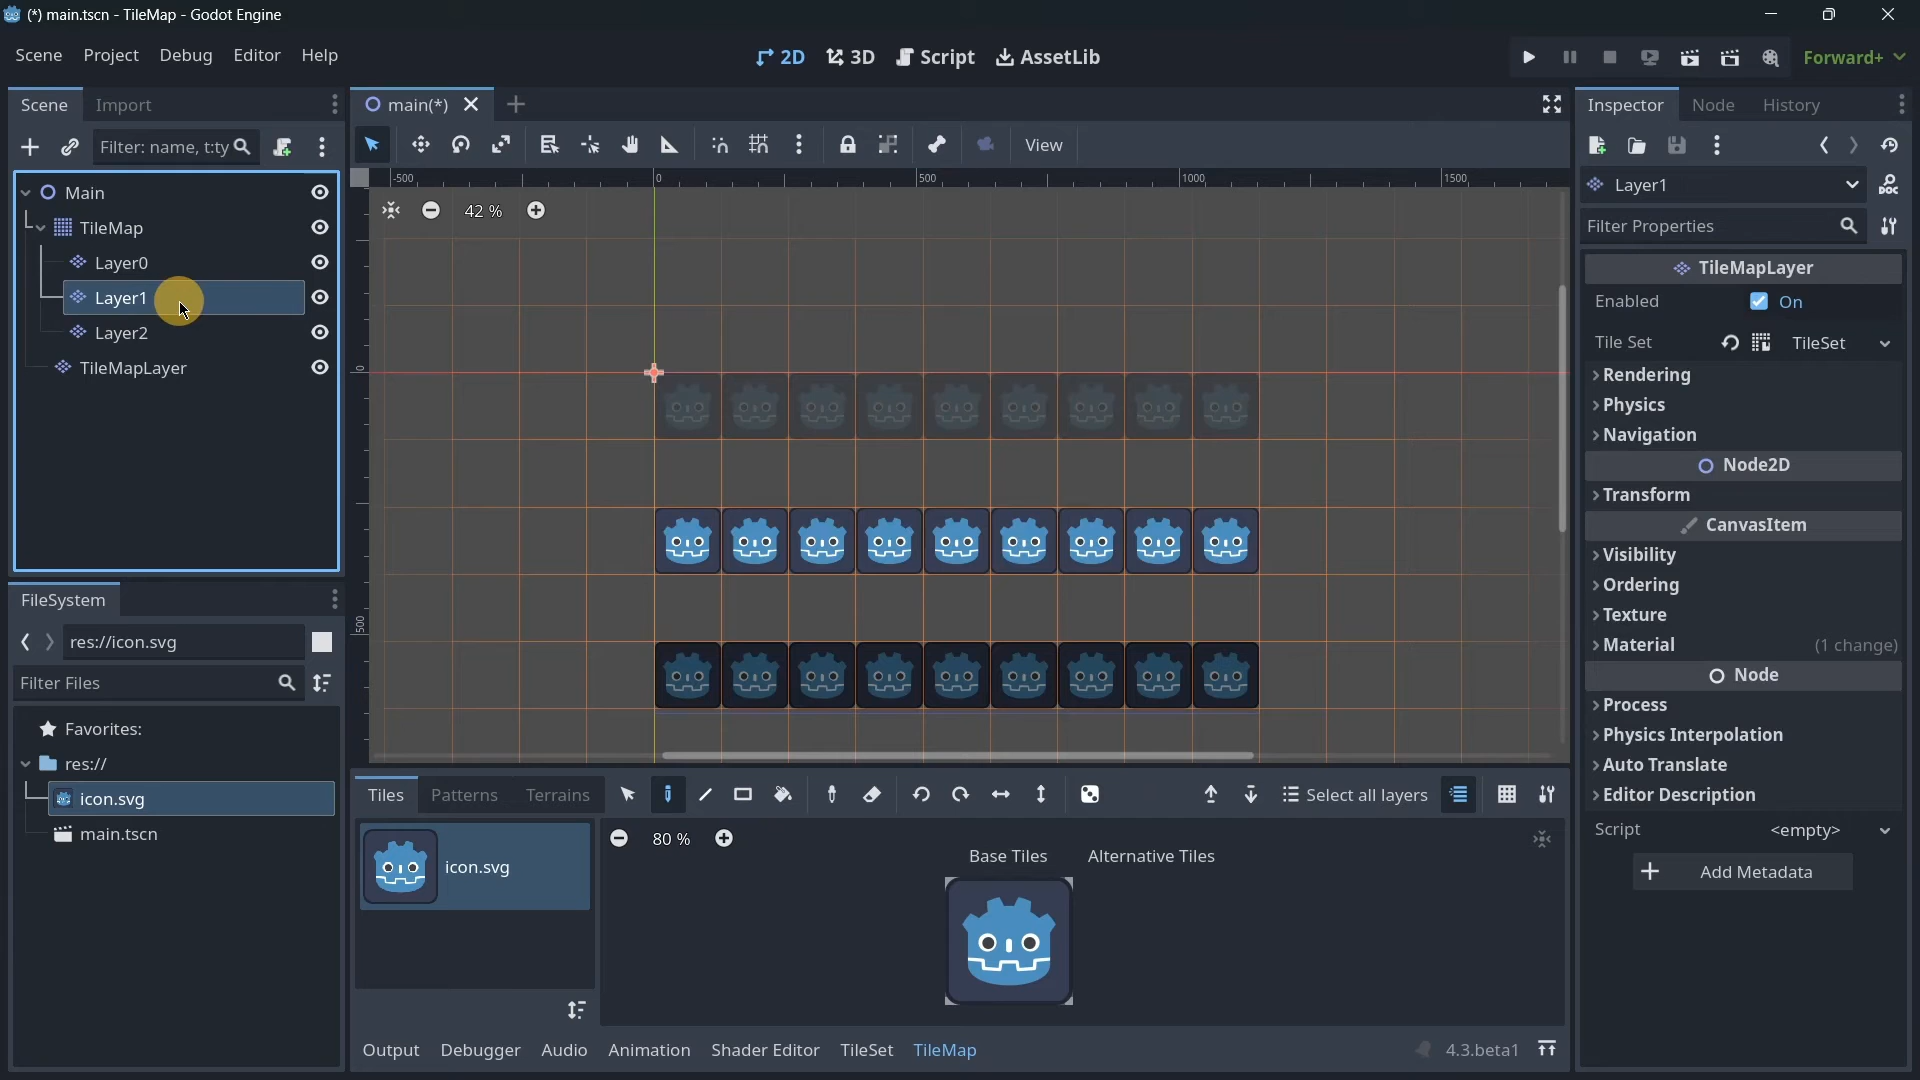 (*) main.tscn - TileMap - Godot Engine
Scene Project Debug Editor Help
2D 3D Script AssetLib
Forward+
Scene Import
Filter: name, t:ty
Main
TileMap
Layer0
Layer1
Layer2
TileMapLayer
FileSystem
res://icon.svg
Filter Files
Favorites:
res://
icon.svg
main.tscn
main(*)
View
-500 0 500 1000 1500
42 %
0
500
Tiles Patterns Terrains
Select all layers
icon.svg
80 %
Base Tiles Alternative Tiles
Output Debugger Audio Animation Shader Editor TileSet TileMap
4.3.beta1
Inspector Node History
DOC
Layer1
Filter Properties
TileMapLayer
Enabled On
Tile Set TileSet
Rendering
Physics
Navigation
Node2D
Transform
CanvasItem
Visibility
Ordering
Texture
Material (1 change)
Node
Process
Physics Interpolation
Auto Translate
Editor Description
Script <empty>
Add Metadata